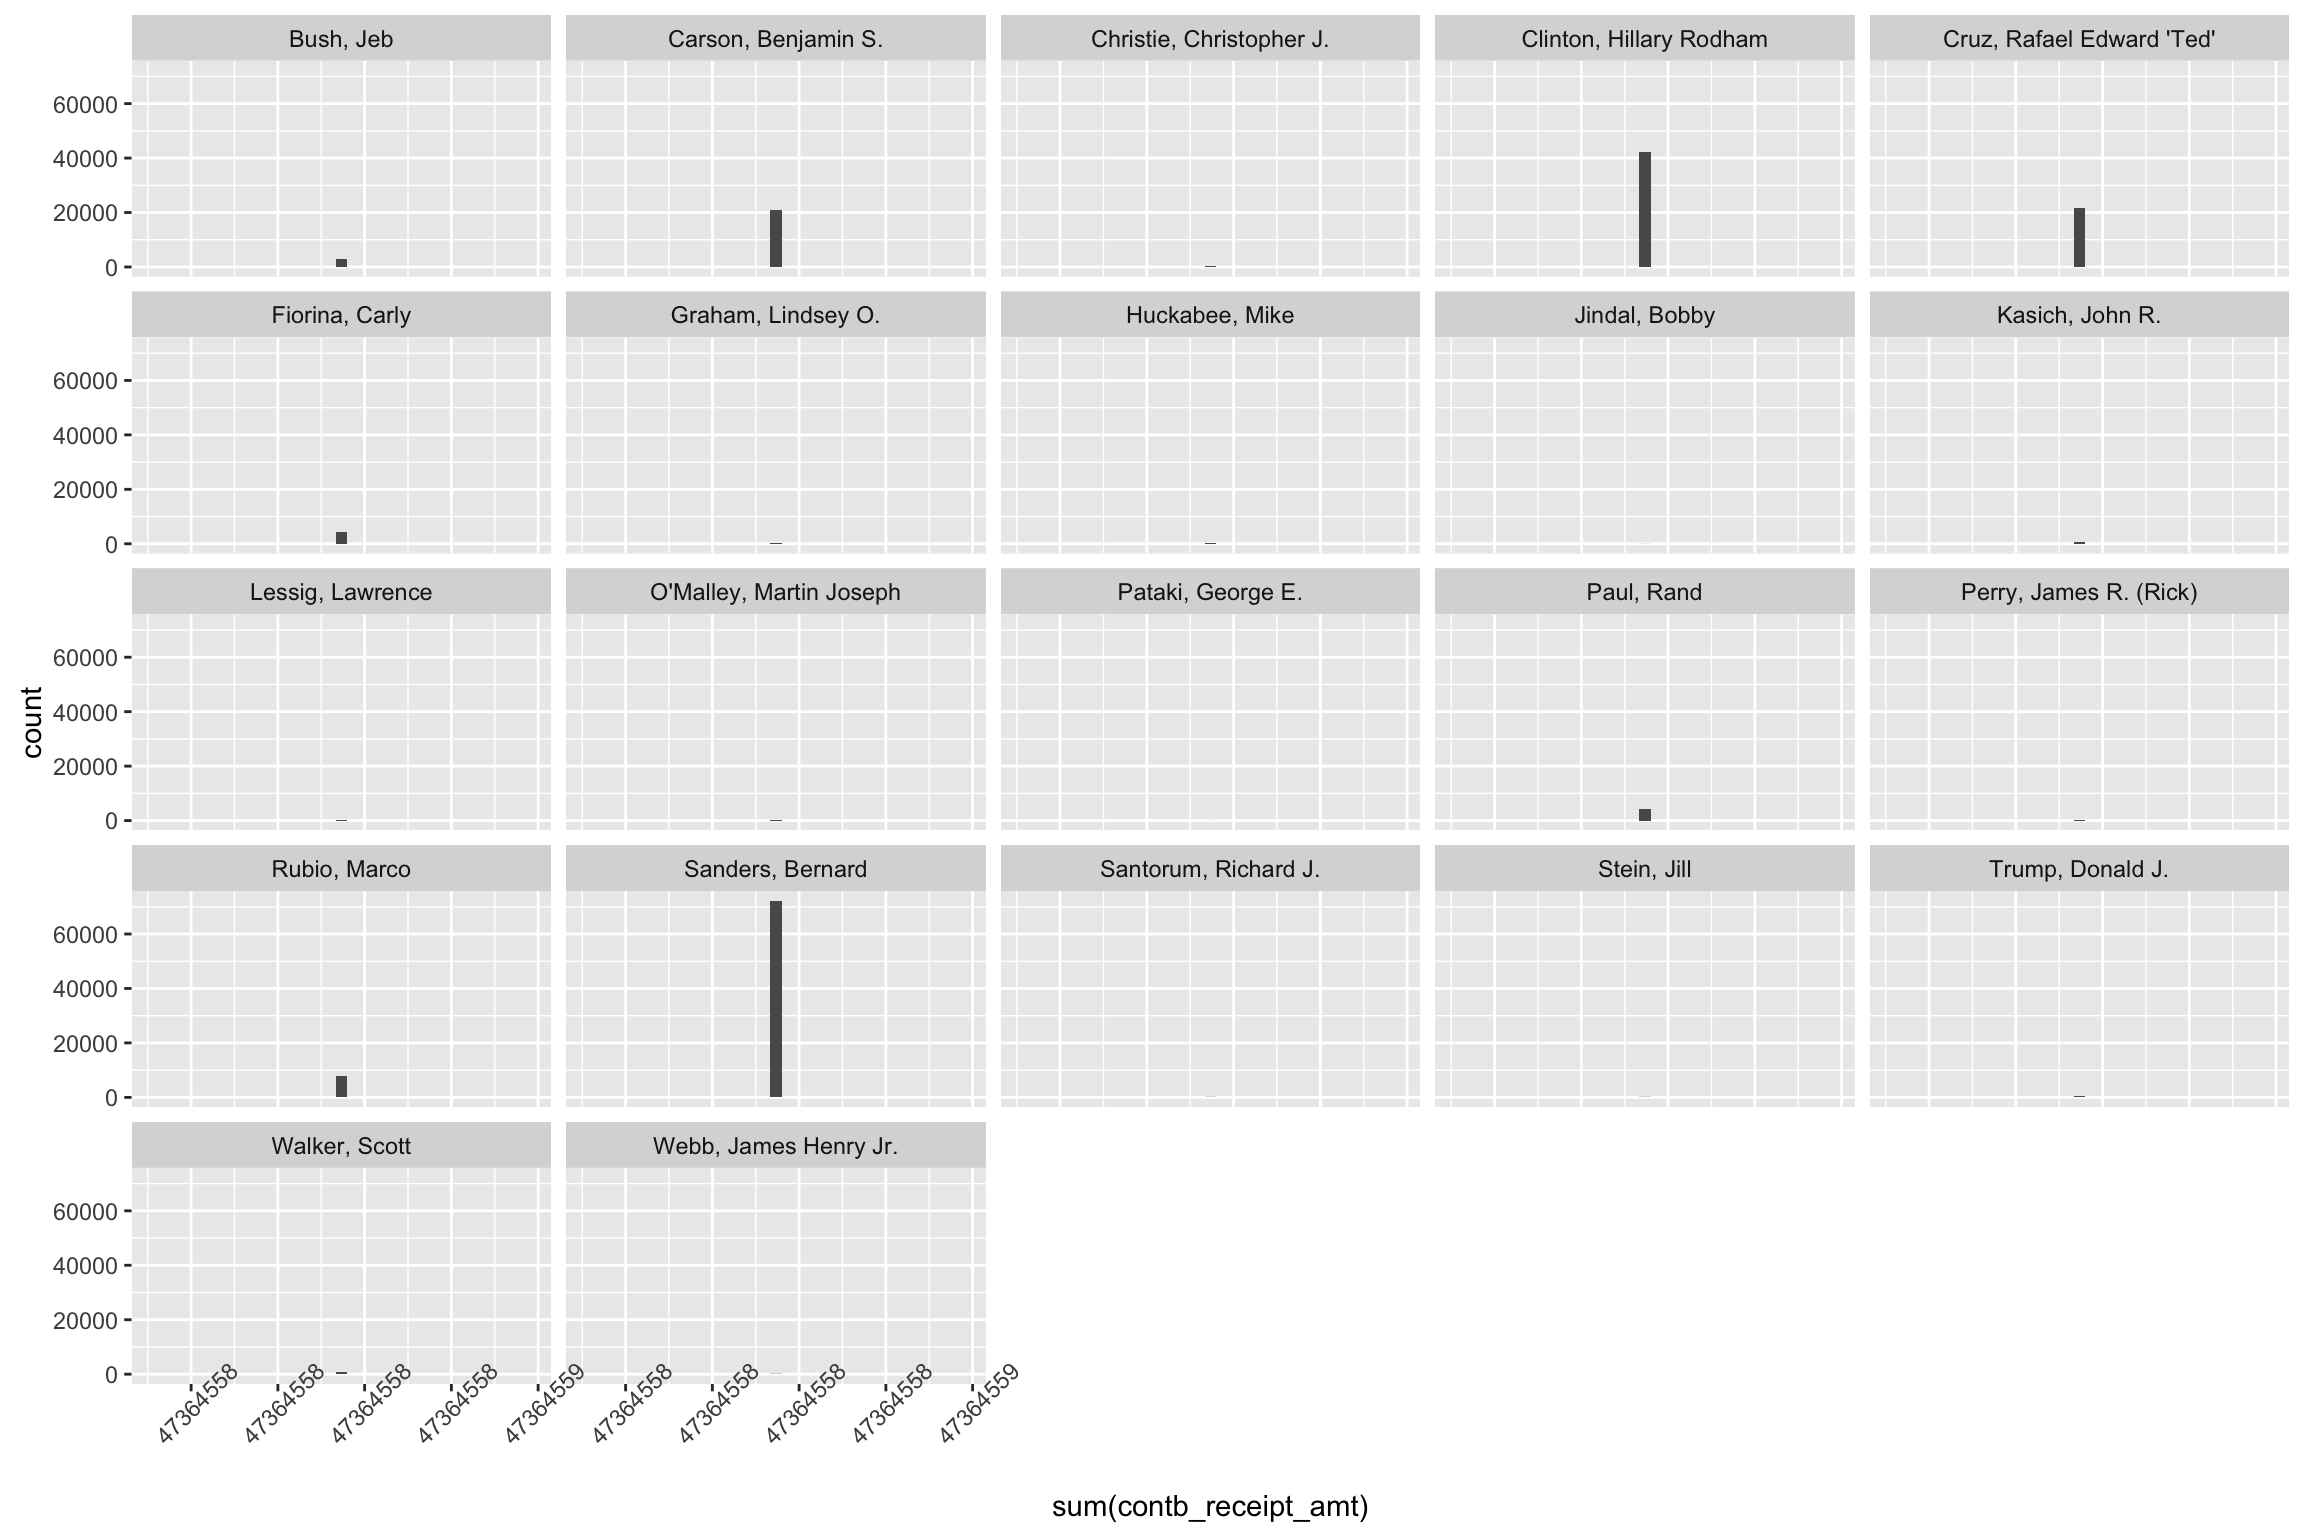 Bush, Jeb
Carson, Benjamin S.
Christie, Christopher J.
Clinton, Hillary Rodham
Cruz, Rafael Edward 'Ted'
60000
40000
20000
0
Fiorina, Carly
Graham, Lindsey O.
Huckabee, Mike
Jindal, Bobby
Kasich, John R.
60000
40000
20000
0
Lessig, Lawrence
O'Malley, Martin Joseph
Pataki, George E.
Paul, Rand
Perry, James R. (Rick)
60000
40000
20000
0
count
Rubio, Marco
Sanders, Bernard
Santorum, Richard J.
Stein, Jill
Trump, Donald J.
60000
40000
20000
0
Walker, Scott
Webb, James Henry Jr.
60000
40000
20000
0
47364558
47364558
47364558
47364558
47364559
47364558
47364558
47364558
47364558
47364559
sum(contb_receipt_amt)